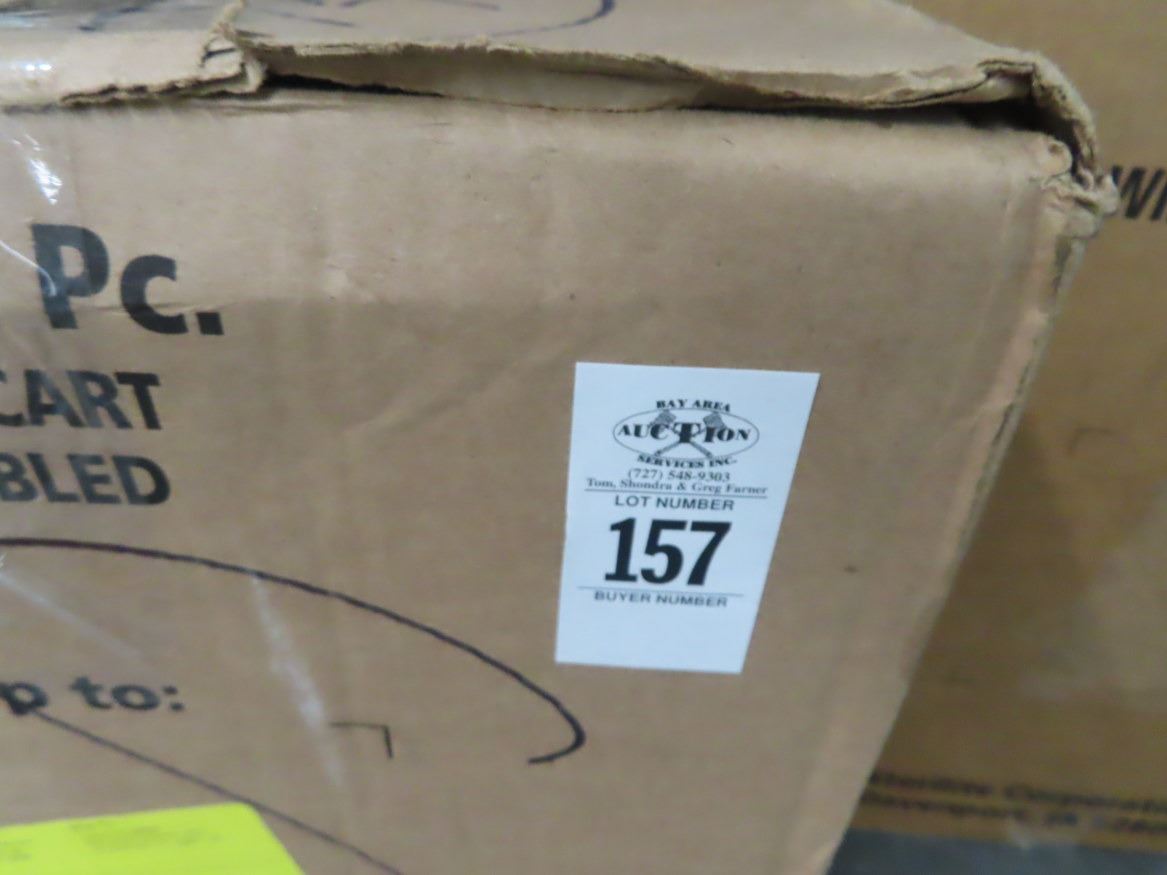 Pc.
CART
BLED
p to:
BAY AREA
AUCTION
SERVICES INC.
(727) 548-9303
Tom, Shondra & Greg Farner
LOT NUMBER
157
BUYER NUMBER